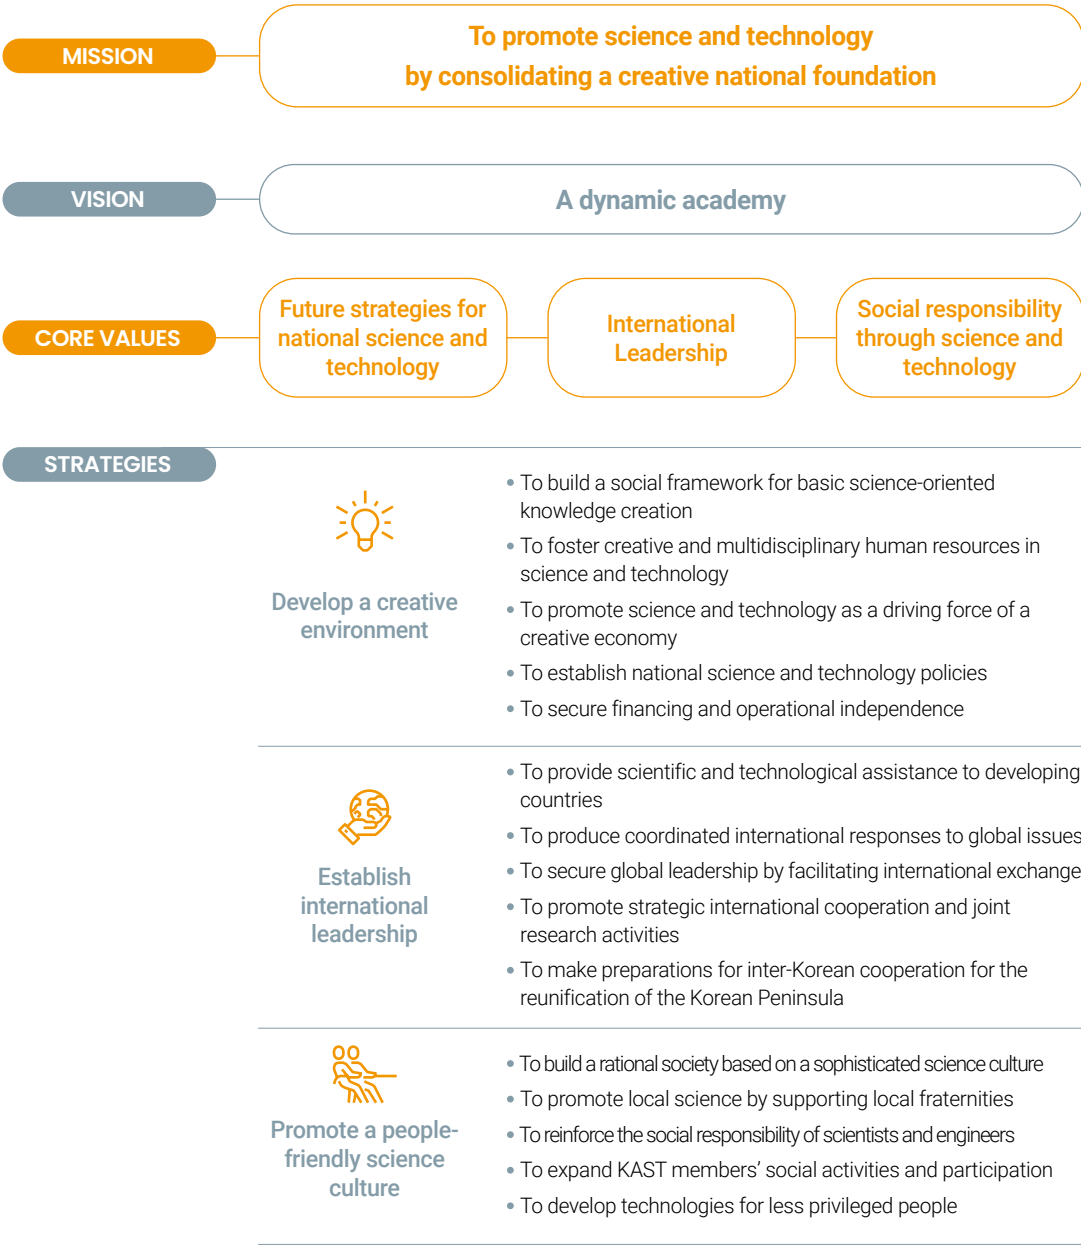 MISSION
To promote science and technology
by consolidating a creative national foundation
VISION
A dynamic academy
CORE VALUES
Future strategies for
national science and
technology
International
Leadership
Social responsibility
through science and
technology
STRATEGIES
Develop a creative
environment
• To build a social framework for basic science-oriented
knowledge creation
• To foster creative and multidisciplinary human resources in
science and technology
• To promote science and technology as a driving force of a
creative economy
• To establish national science and technology policies
• To secure financing and operational independence
Establish
international
leadership
• To provide scientific and technological assistance to developing
countries
• To produce coordinated international responses to global issues
• To secure global leadership by facilitating international exchange
• To promote strategic international cooperation and joint
research activities
• To make preparations for inter-Korean cooperation for the
reunification of the Korean Peninsula
Promote a people-
friendly science
culture
• To build a rational society based on a sophisticated science culture
• To promote local science by supporting local fraternities
• To reinforce the social responsibility of scientists and engineers
• To expand KAST members’ social activities and participation
• To develop technologies for less privileged people